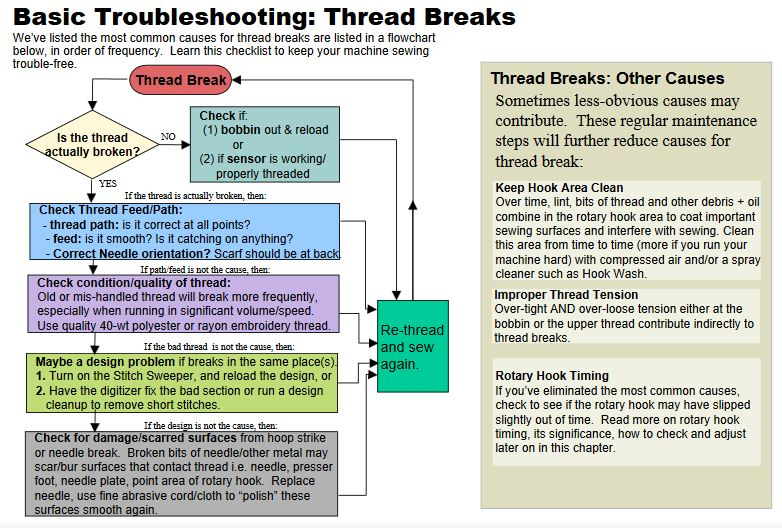 Basic Troubleshooting: Thread Breaks
We've listed the most common causes for thread breaks are listed in a flowchart
below, in order of frequency. Learn this checklist to keep your machine sewing
trouble-free.
Thread Break
Is the thread
actually broken?
NO
YES
Check if:
(1) bobbin out & reload
or
(2) if sensor is working/
properly threaded
If the thread is actually broken, then:
Check Thread Feed/Path:
- thread path: is it correct at all points?
- feed: is it smooth? Is it catching on anything?
- Correct Needle orientation? Scarf should be at back.
If path/feed is not the cause, then:
Check condition/quality of thread:
Old or mis-handled thread will break more frequently,
especially when running in significant volume/speed.
Use quality 40-wt polyester or rayon embroidery thread.
If the bad thread is not the cause, then:
Maybe a design problem if breaks in the same place(s).
1. Turn on the Stitch Sweeper, and reload the design, or
2. Have the digitizer fix the bad section or run a design
cleanup to remove short stitches.
If the design is not the cause, then:
Check for damage/scarred surfaces from hoop strike
or needle break. Broken bits of needle/other metal may
scar/bur surfaces that contact thread i.e. needle, presser
foot, needle plate, point area of rotary hook. Replace
needle, use fine abrasive cord/cloth to "polish" these
surfaces smooth again.
Re-thread
and sew
again.
Thread Breaks: Other Causes
Sometimes less-obvious causes may
contribute. These regular maintenance
steps will further reduce causes for
thread break:
Keep Hook Area Clean
Over time, lint, bits of thread and other debris + oil
combine in the rotary hook area to coat important
sewing surfaces and interfere with sewing. Clean
this area from time to time (more if you run your
machine hard) with compressed air and/or a spray
cleaner such as Hook Wash.
Improper Thread Tension
Over-tight AND over-loose tension either at the
bobbin or the upper thread contribute indirectly to
thread breaks.
Rotary Hook Timing
If you've eliminated the most common causes,
check to see if the rotary hook may have slipped
slightly out of time. Read more on rotary hook
timing, its significance, how to check and adjust
later on in this chapter.